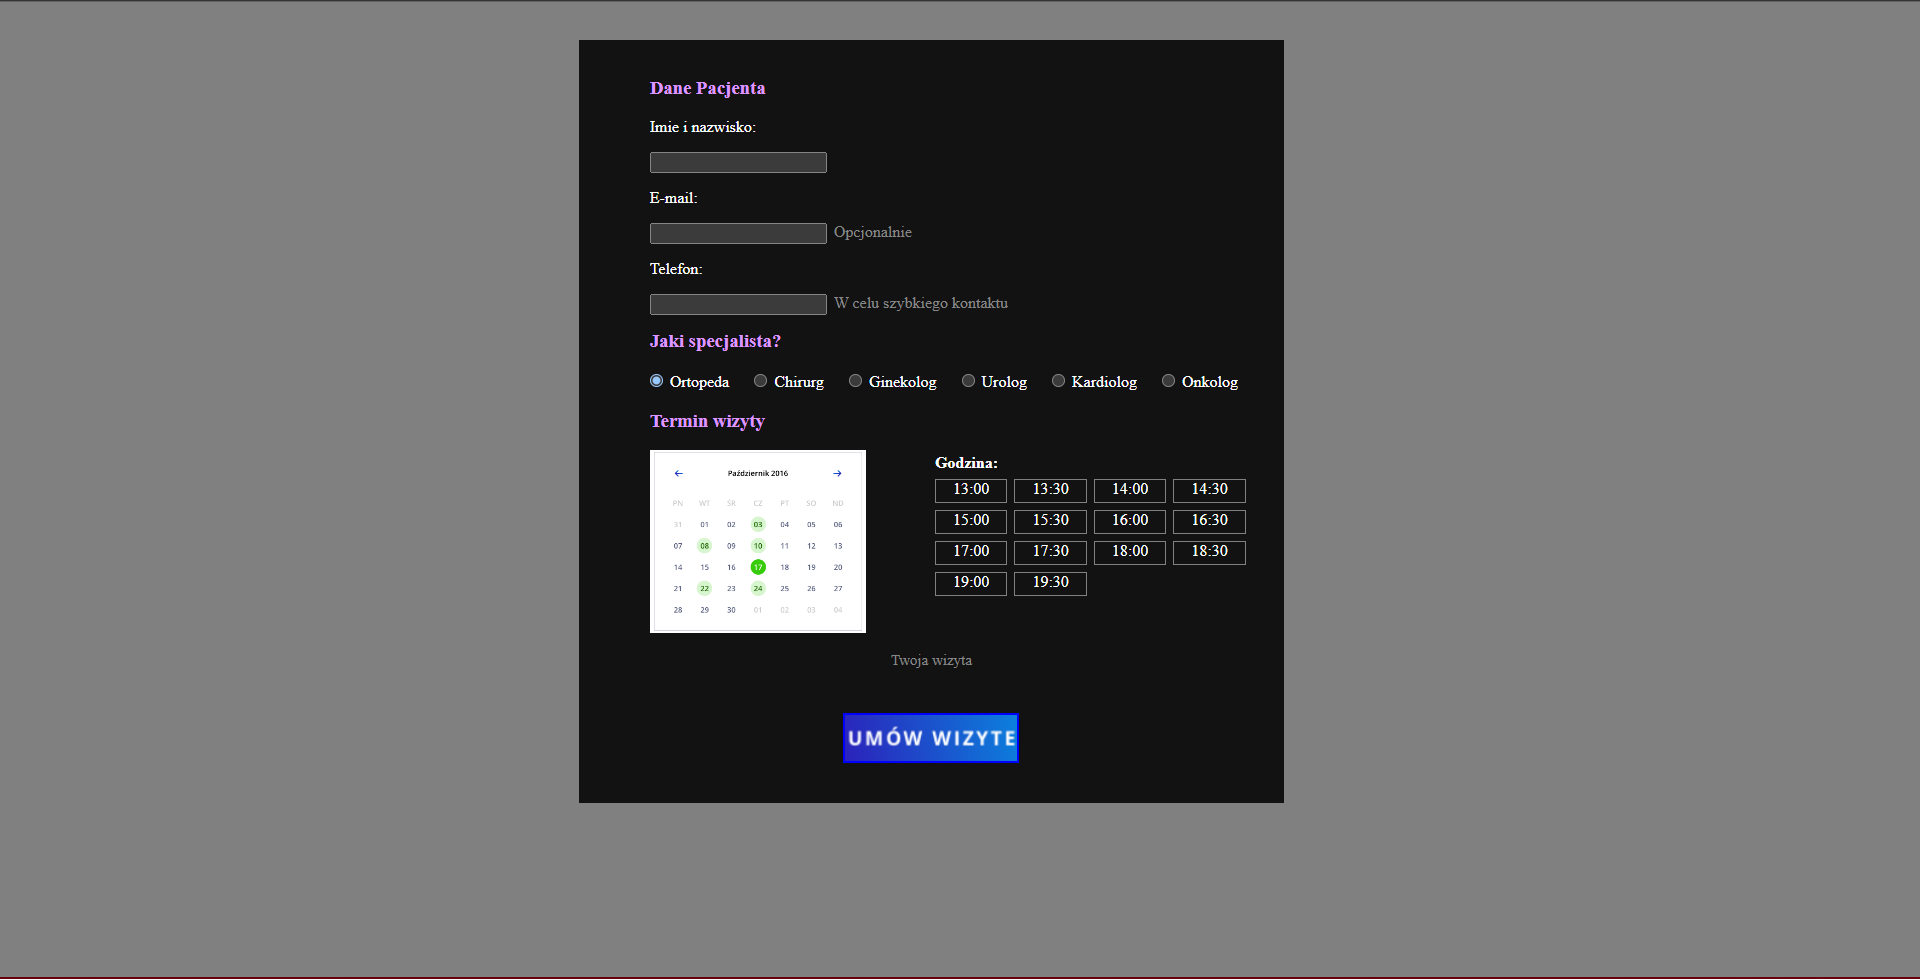 Dane Pacjenta
Imie i nazwisko:
E-mail:
Opcjonalnie
Telefon:
W celu szybkiego kontaktu
Jaki specjalista?
Ortopeda Chirurg Ginekolog Urolog Kardiolog Onkolog
Termin wizyty
Październik 2016
PN WT ŚR CZ PT SO ND
31 01 02 03 04 05 06
07 08 09 10 11 12 13
14 15 16 17 18 19 20
21 22 23 24 25 26 27
28 29 30 01 02 03 04
Godzina:
13:00 13:30 14:00 14:30
15:00 15:30 16:00 16:30
17:00 17:30 18:00 18:30
19:00 19:30
Twoja wizyta
UMÓW WIZYTE